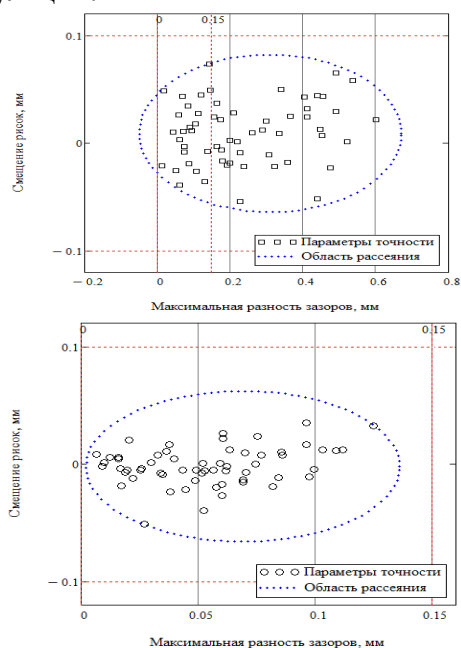 0
0.15
0.1
0
− 0.1
Смещение рисок, мм
Параметры точности
Область рассеяния
− 0.2
0
0.2
0.4
0.6
0.8
Максимальная разность зазоров, мм
0
0.15
0.1
0
− 0.1
Смещение рисок, мм
Параметры точности
Область рассеяния
0
0.05
0.1
0.15
Максимальная разность зазоров, мм